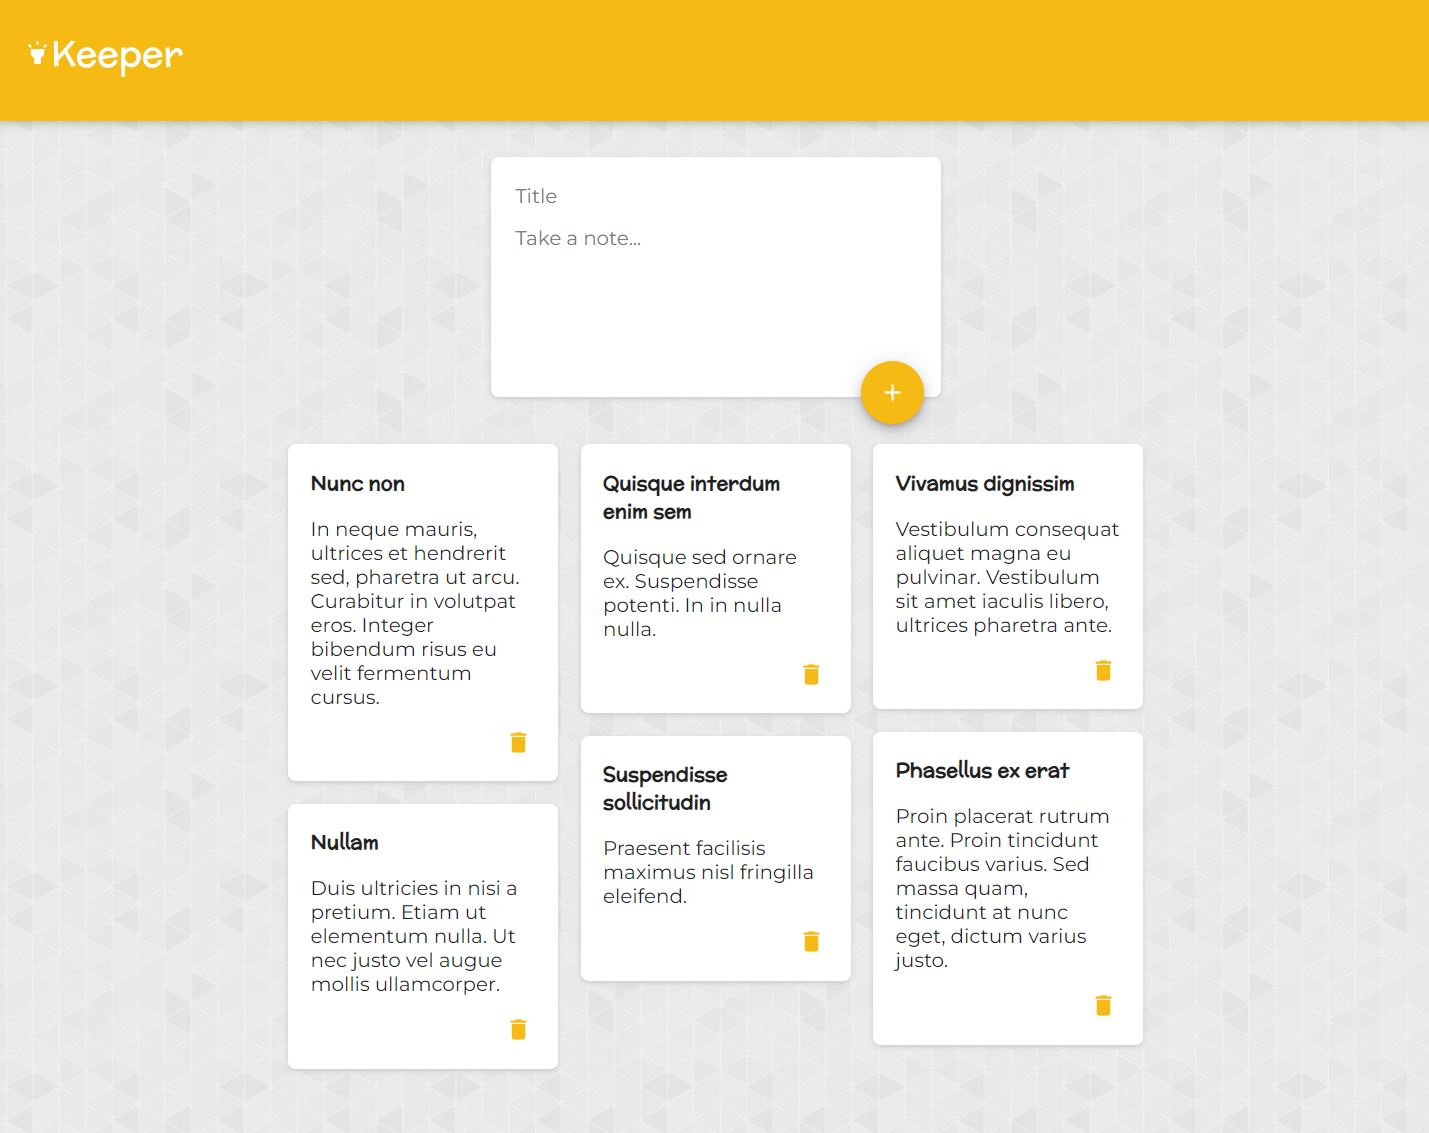 Keeper
Title
Take a note...
Nunc non
In neque mauris,
ultrices et hendrerit
sed, pharetra ut arcu.
Curabitur in volutpat
eros. Integer
bibendum risus eu
velit fermentum
cursus.
Quisque interdum
enim sem
Quisque sed ornare
ex. Suspendisse
potenti. In in nulla
nulla.
Vivamus dignissim
Vestibulum consequat
aliquet magna eu
pulvinar. Vestibulum
sit amet iaculis libero,
ultrices pharetra ante.
Nullam
Duis ultricies in nisi a
pretium. Etiam ut
elementum nulla. Ut
nec justo vel augue
mollis ullamcorper.
Suspendisse
sollicitudin
Praesent facilisis
maximus nisl fringilla
eleifend.
Phasellus ex erat
Proin placerat rutrum
ante. Proin tincidunt
faucibus varius. Sed
massa quam,
tincidunt at nunc
eget, dictum varius
justo.